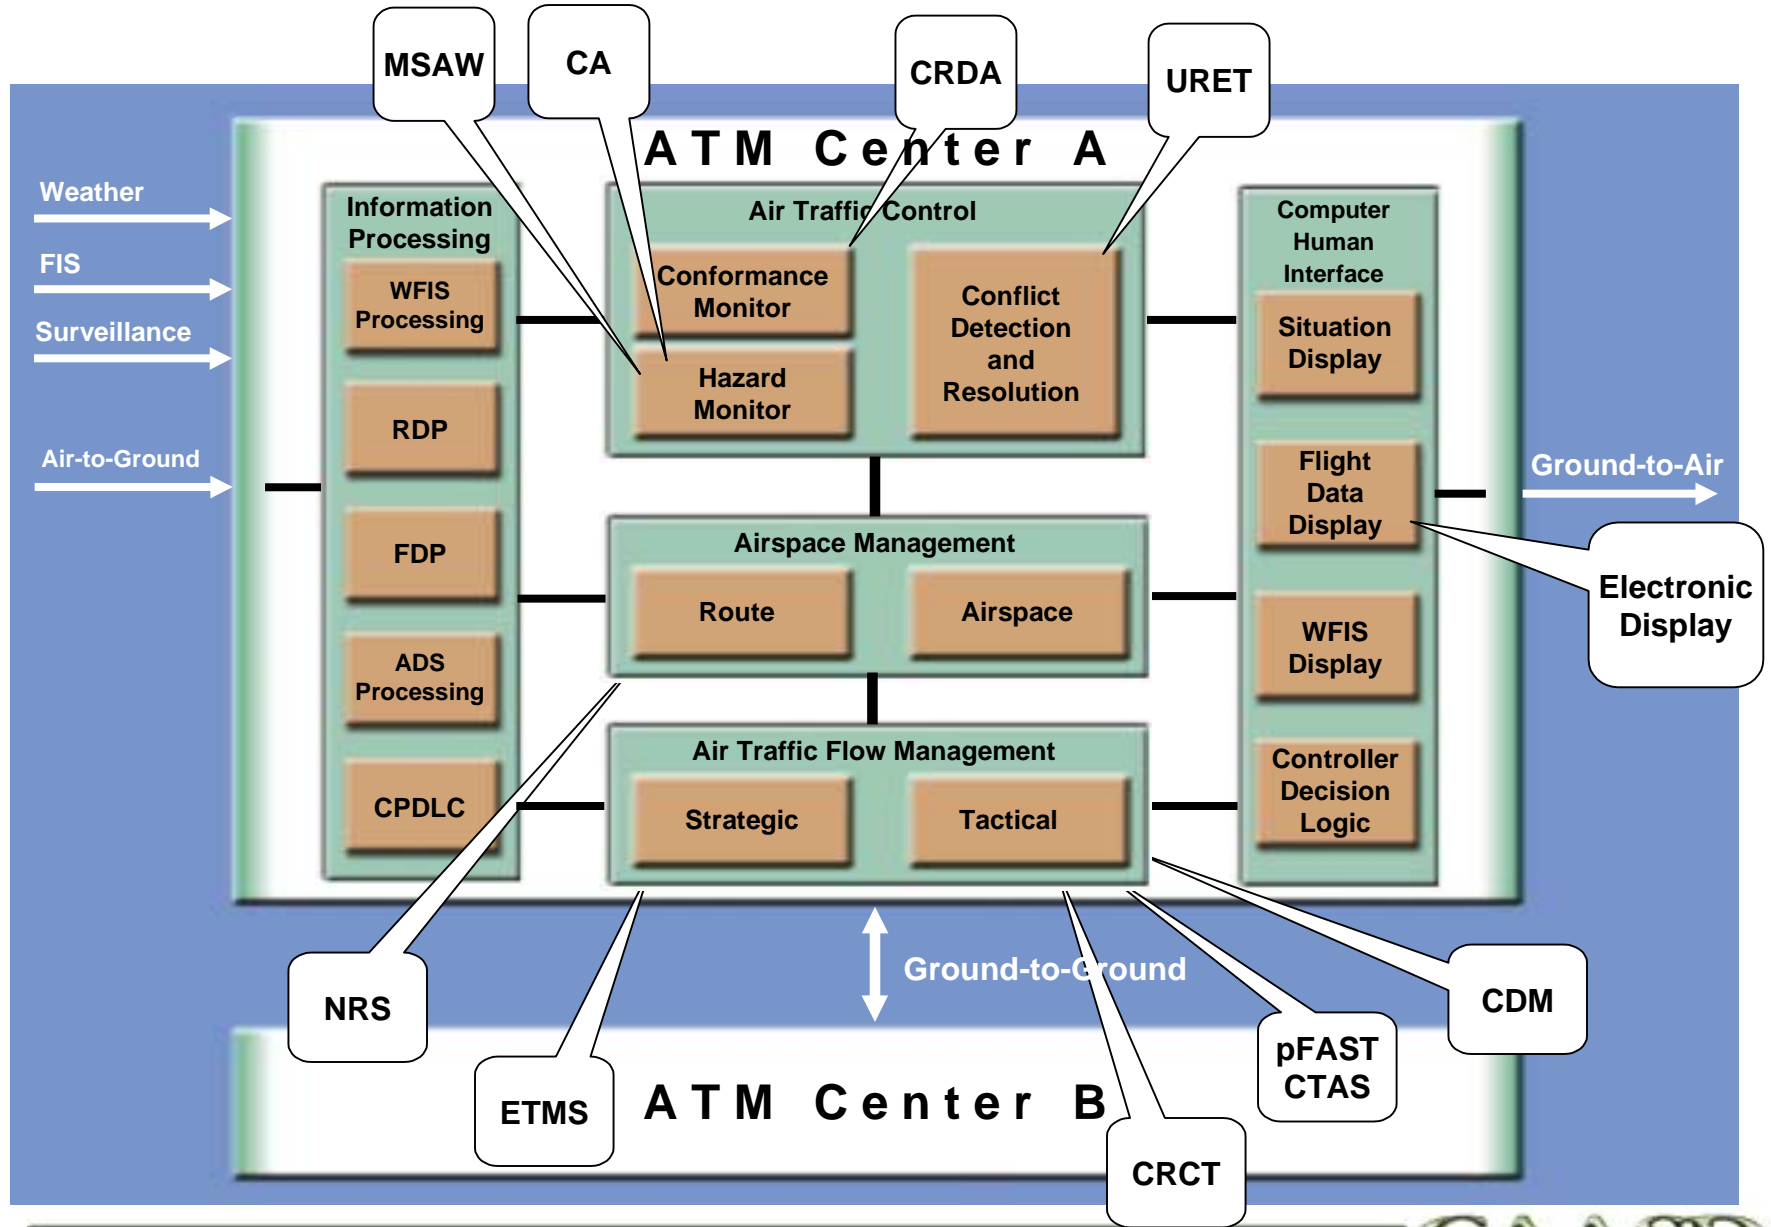 MSAW
CA
CRDA
URET
ATM Center A
Weather
FIS
Surveillance
Air-to-Ground
Information
Processing
WFIS
Processing
RDP
FDP
ADS
Processing
CPDLC
Air Traffic Control
Conformance
Monitor
Hazard
Monitor
Conflict
Detection
and
Resolution
Airspace Management
Route
Airspace
Air Traffic Flow Management
Strategic
Tactical
Computer
Human
Interface
Situation
Display
Flight
Data
Display
WFIS
Display
Controller
Decision
Logic
Ground-to-Air
Electronic
Display
NRS
ETMS
Ground-to-Ground
CDM
pFAST
CTAS
CRCT
ATM Center B